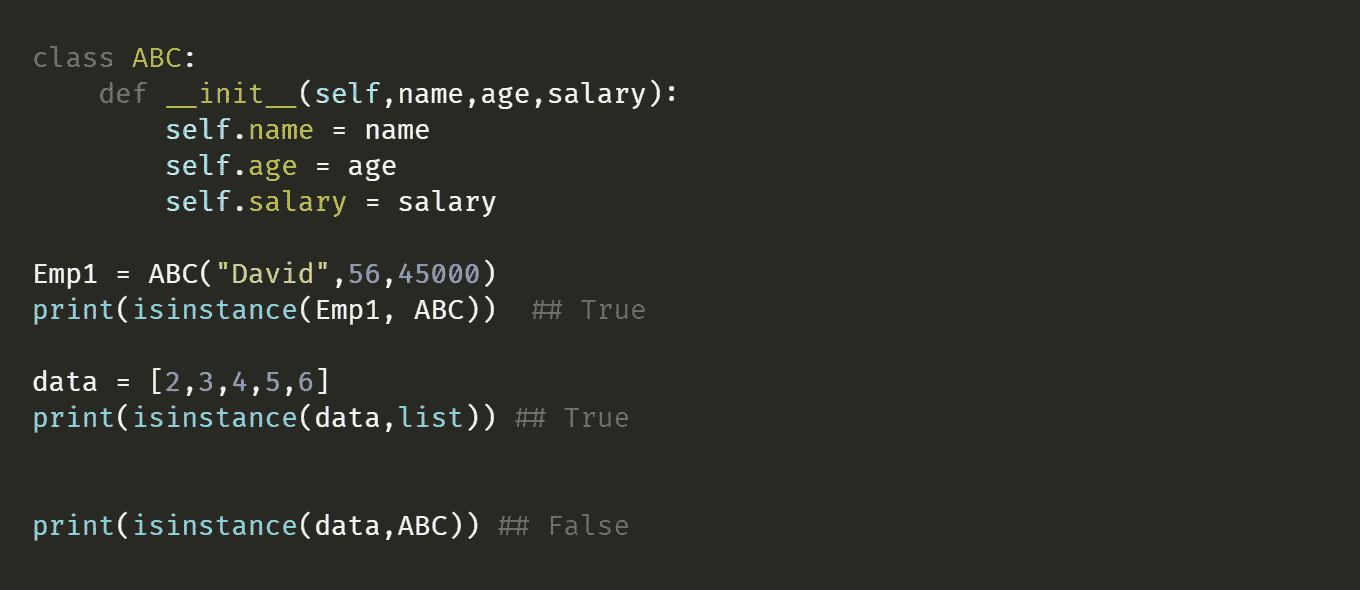 class ABC:
    def __init__(self,name,age,salary):
        self.name = name
        self.age = age
        self.salary = salary
Emp1 = ABC("David",56,45000)
print(isinstance(Emp1, ABC))  ## True
data = [2,3,4,5,6]
print(isinstance(data,list)) ## True
print(isinstance(data,ABC)) ## False